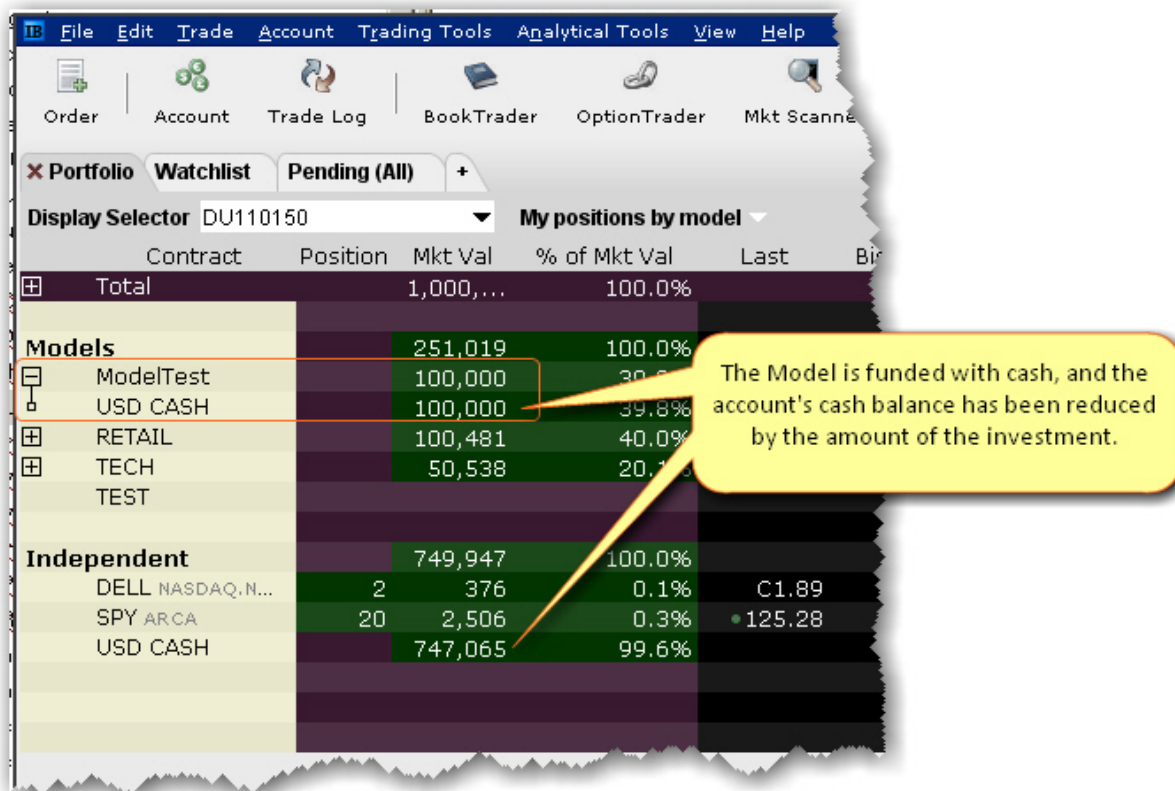 IB File Edit Trade Account Trading Tools Analytical Tools View Help
Order Account Trade Log BookTrader OptionTrader Mkt Scanne
Portfolio Watchlist Pending (All) +
Display Selector DU110150 My positions by model
Contract Position Mkt Val % of Mkt Val Last
Total 1,000,... 100.0%
Models 251,019 100.0%
ModelTest 100,000
USD CASH 100,000 39.8%
RETAIL 100,481 40.0%
TECH 50,538
TEST
Independent 749,947 100.0%
DELL NASDAQ.N... 2 376 0.1% C1.89
SPY ARCA 20 2,506 0.3% 125.28
USD CASH 747,065 99.6%
The Model is funded with cash, and the
account's cash balance has been reduced
by the amount of the investment.